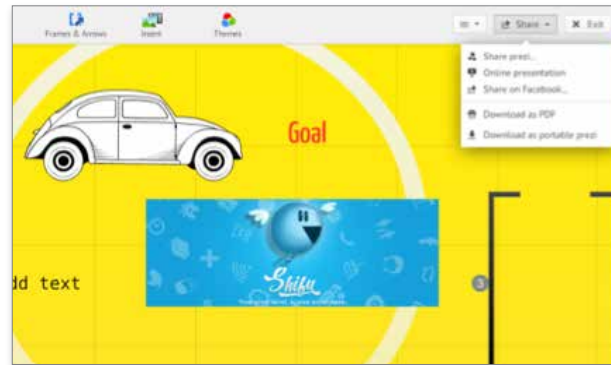 Frames & Arrows
Insert
Themes
Share
Exit
Share prezi...
Online presentation
Share on Facebook...
Download as PDF
Download as portable prezi
Goal
Shifu
dd text
3